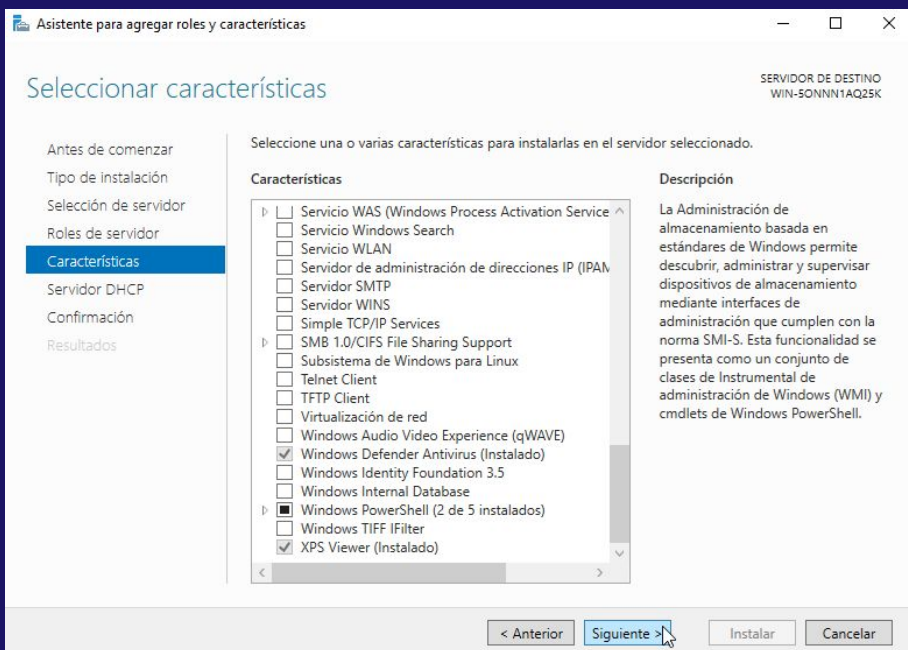 Asistente para agregar roles y características
Seleccionar características
SERVIDOR DE DESTINO
WIN-5ONNN1AQ25K
Antes de comenzar
Tipo de instalación
Selección de servidor
Roles de servidor
Características
Servidor DHCP
Confirmación
Resultados
Seleccione una o varias características para instalarlas en el servidor seleccionado.
Características
Servicio WAS (Windows Process Activation Service
Servicio Windows Search
Servicio WLAN
Servidor de administración de direcciones IP (IPAM
Servidor SMTP
Servidor WINS
Simple TCP/IP Services
SMB 1.0/CIFS File Sharing Support
Subsistema de Windows para Linux
Telnet Client
TFTP Client
Virtualización de red
Windows Audio Video Experience (qWAVE)
Windows Defender Antivirus (Instalado)
Windows Identity Foundation 3.5
Windows Internal Database
Windows PowerShell (2 de 5 instalados)
Windows TIFF IFilter
XPS Viewer (Instalado)
Descripción
La Administración de
almacenamiento basada en
estándares de Windows permite
descubrir, administrar y supervisar
dispositivos de almacenamiento
mediante interfaces de
administración que cumplen con la
norma SMI-S. Esta funcionalidad se
presenta como un conjunto de
clases de Instrumental de
administración de Windows (WMI) y
cmdlets de Windows PowerShell.
< Anterior
Siguiente >
Instalar
Cancelar